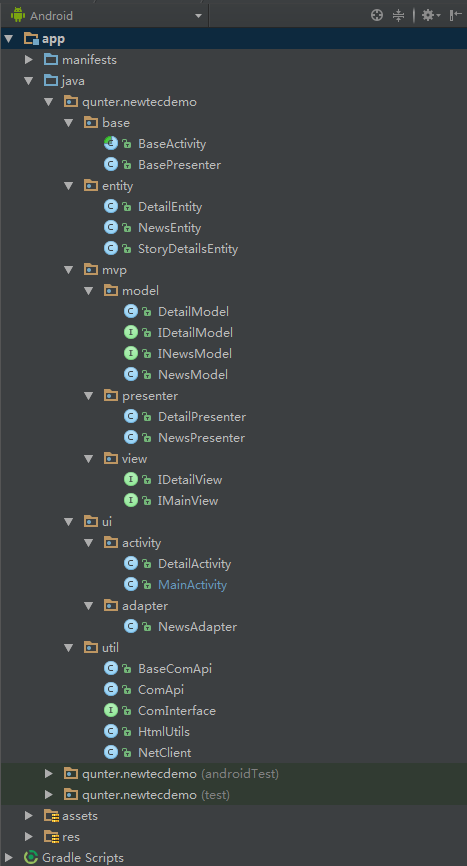 Android
app
manifests
java
qunter.newtecdemo
base
BaseActivity
BasePresenter
entity
DetailEntity
NewsEntity
StoryDetailsEntity
mvp
model
DetailModel
IDetailModel
INewsModel
NewsModel
presenter
DetailPresenter
NewsPresenter
view
IDetailView
IMainView
ui
activity
DetailActivity
MainActivity
adapter
NewsAdapter
util
BaseComApi
ComApi
ComInterface
HtmlUtils
NetClient
qunter.newtecdemo (androidTest)
qunter.newtecdemo (test)
assets
res
Gradle Scripts